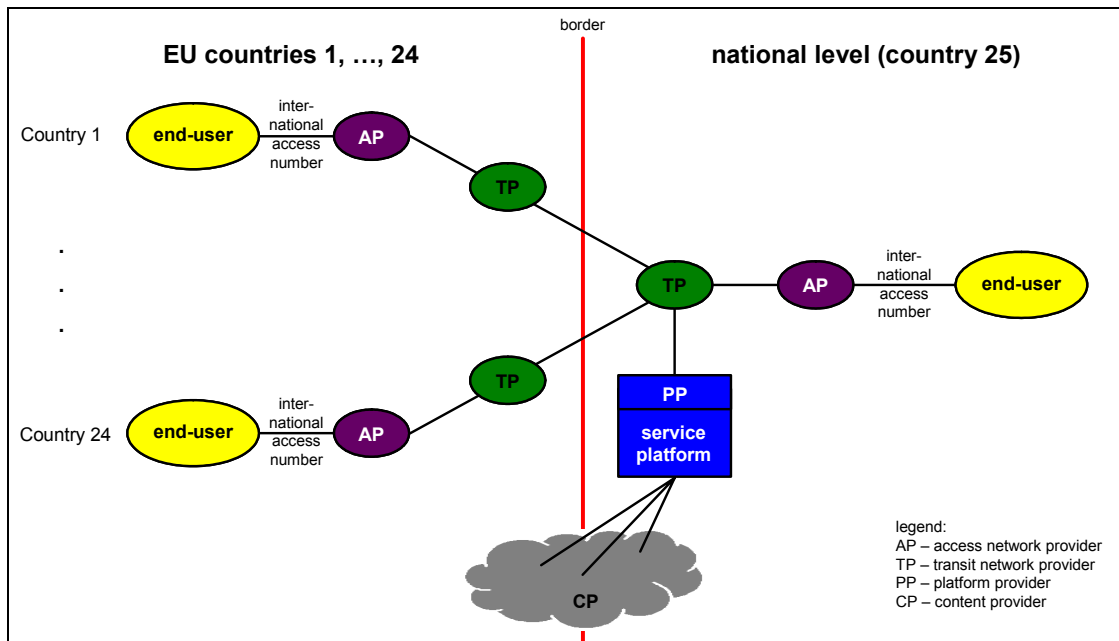 border
EU countries 1, …, 24
national level (country 25)
Country 1
end-user
inter-
national
access
number
AP
TP
.
.
.
TP
AP
inter-
national
access
number
end-user
TP
Country 24
end-user
inter-
national
access
number
AP
PP
service
platform
CP
legend:
AP – access network provider
TP – transit network provider
PP – platform provider
CP – content provider